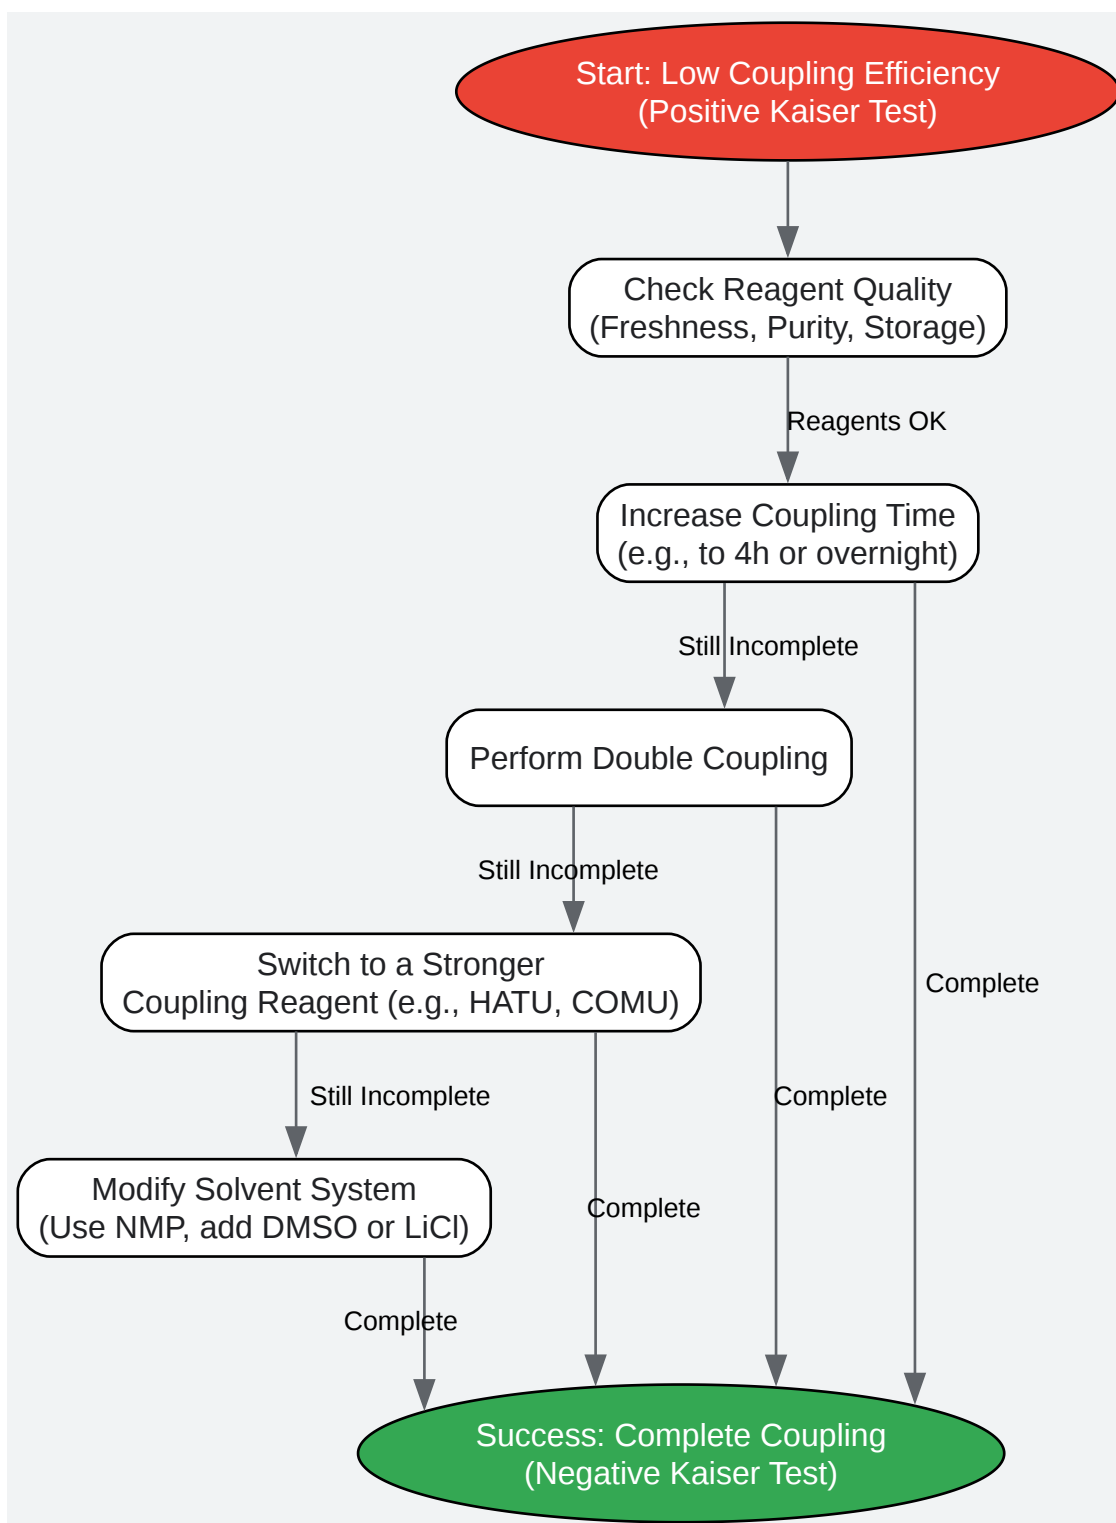 Start: Low Coupling Efficiency
(Positive Kaiser Test)
Check Reagent Quality
(Freshness, Purity, Storage)
Reagents OK
Increase Coupling Time
(e.g., to 4h or overnight)
Still Incomplete
Perform Double Coupling
Still Incomplete
Switch to a Stronger
Coupling Reagent (e.g., HATU, COMU)
Complete
Still Incomplete
Complete
Modify Solvent System
(Use NMP, add DMSO or LiCl)
Complete
Complete
Success: Complete Coupling
(Negative Kaiser Test)